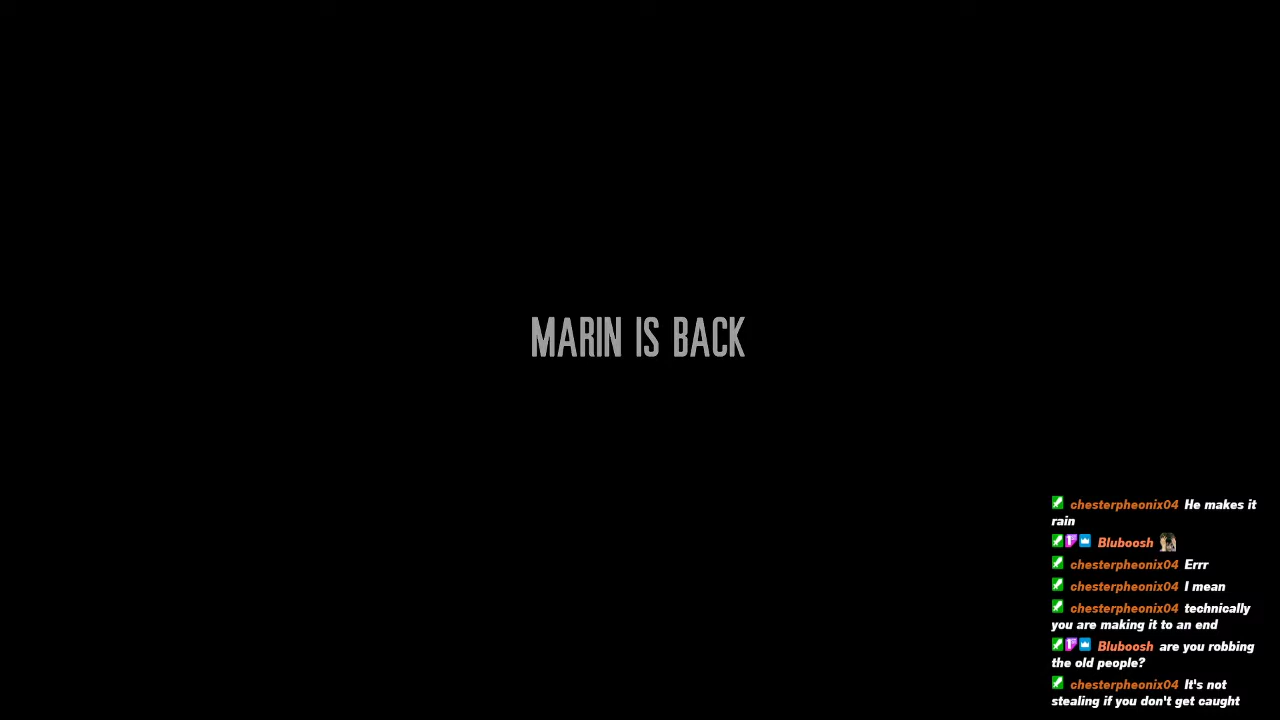 MARIN IS BACK
chesterpheonix04 He makes it
rain
Bluboosh
chesterpheonix04 Errr
chesterpheonix04 I mean
chesterpheonix04 technically
you are making it to an end
Bluboosh are you robbing
the old people?
chesterpheonix04 It's not
stealing if you don't get caught